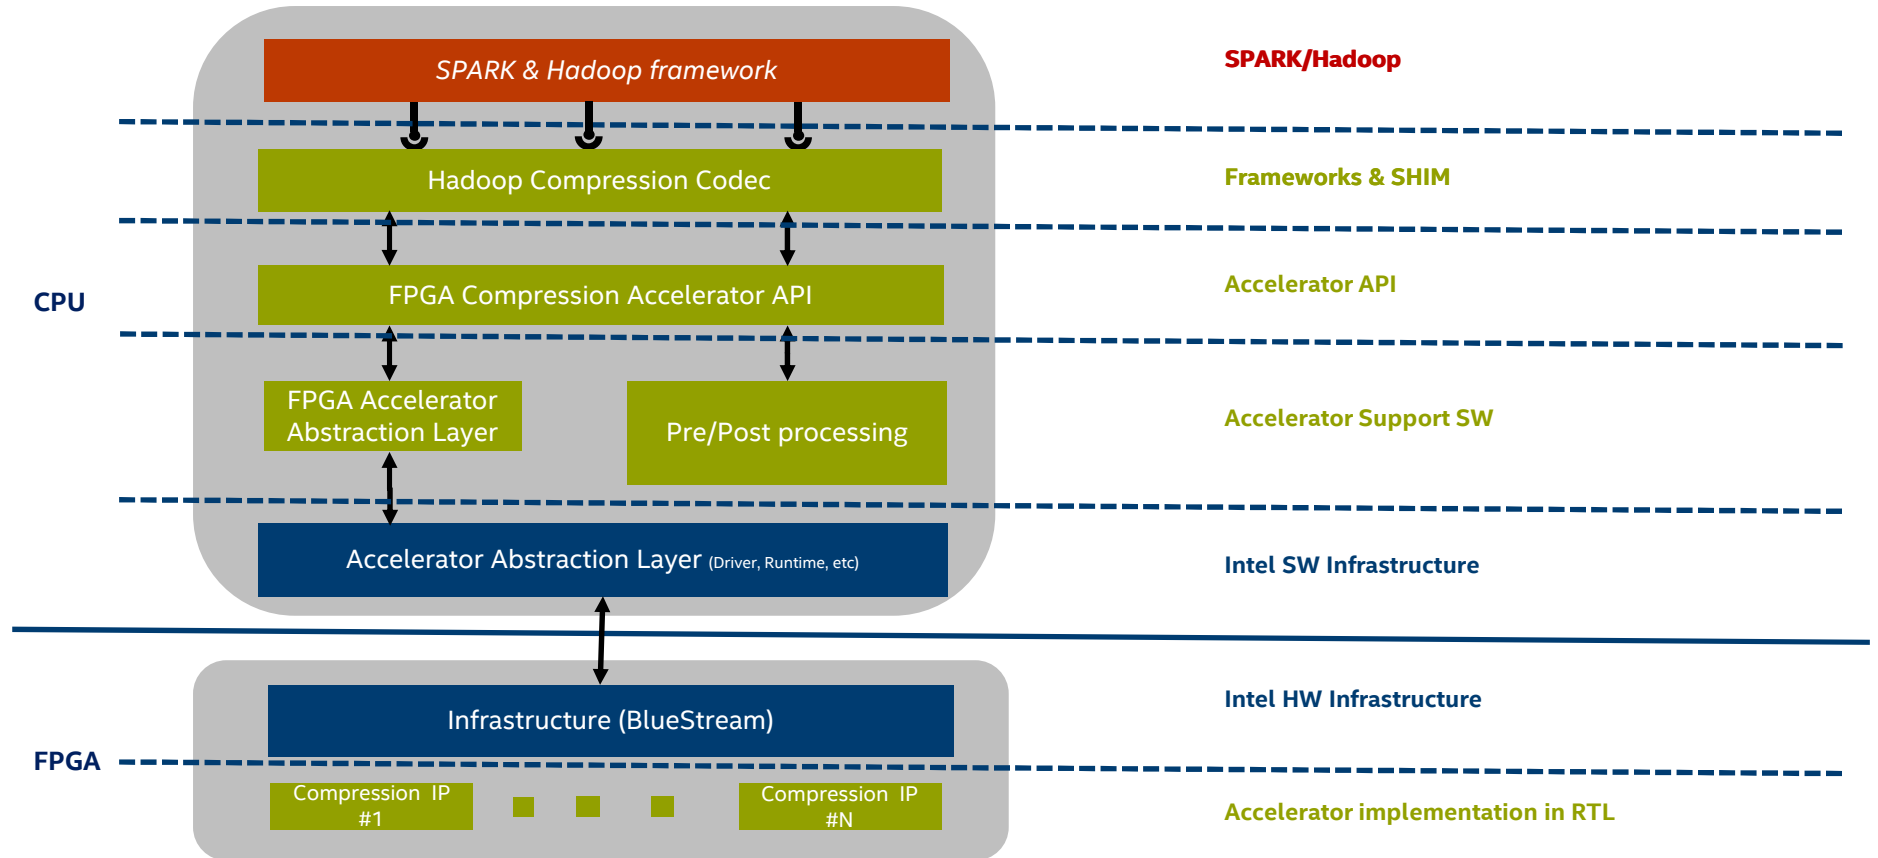 SPARK & Hadoop framework
SPARK/Hadoop
Hadoop Compression Codec
Frameworks & SHIM
CPU
FPGA Compression Accelerator API
Accelerator API
FPGA Accelerator
Abstraction Layer
Pre/Post processing
Accelerator Support SW
Accelerator Abstraction Layer (Driver, Runtime, etc)
Intel SW Infrastructure
Infrastructure (BlueStream)
Intel HW Infrastructure
FPGA
Compression IP
#1
Compression IP
#N
Accelerator implementation in RTL